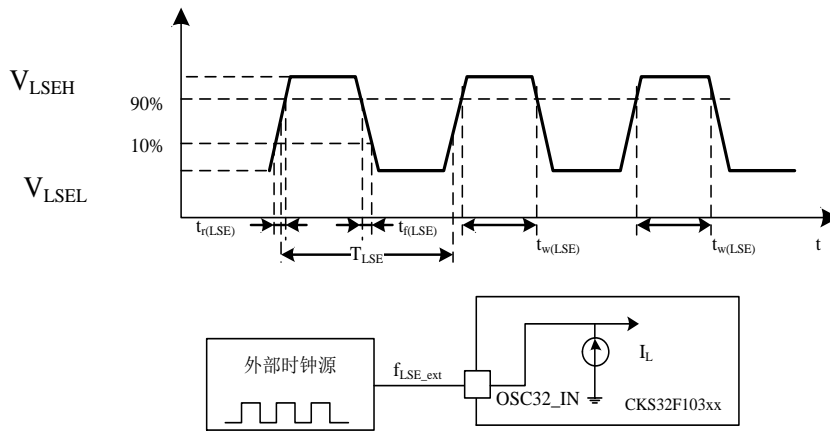 V_LSEH
90%
10%
V_LSEL
t_r(LSE)
t_f(LSE)
t_w(LSE)
t_w(LSE)
t
T_LSE
外部时钟源
f_LSE_ext
OSC32_IN
I_L
CKS32F103xx